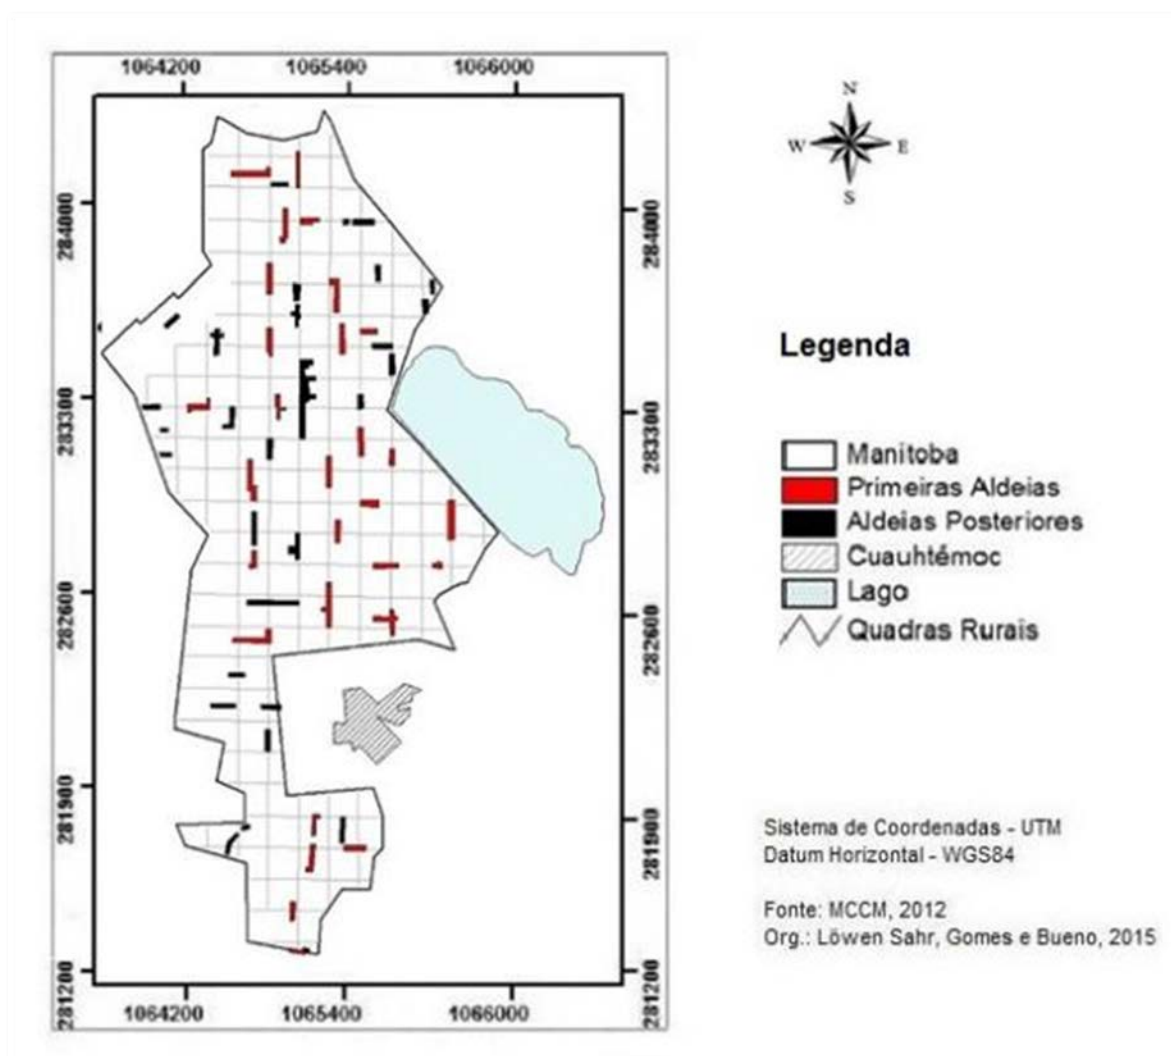 1064200 1065400 1066000
284000
283300
282600
281900
281200
284000
283300
282600
281900
281200
1064200 1065400 1066000
N
W E
S
Legenda
Manitoba
Primeiras Aldeias
Aldeias Posteriores
Cuauhtémoc
Lago
Quadras Rurais
Sistema de Coordenadas - UTM
Datum Horizontal - WGS84
Fonte: MCCM, 2012
Org.: Löwen Sahr, Gomes e Bueno, 2015